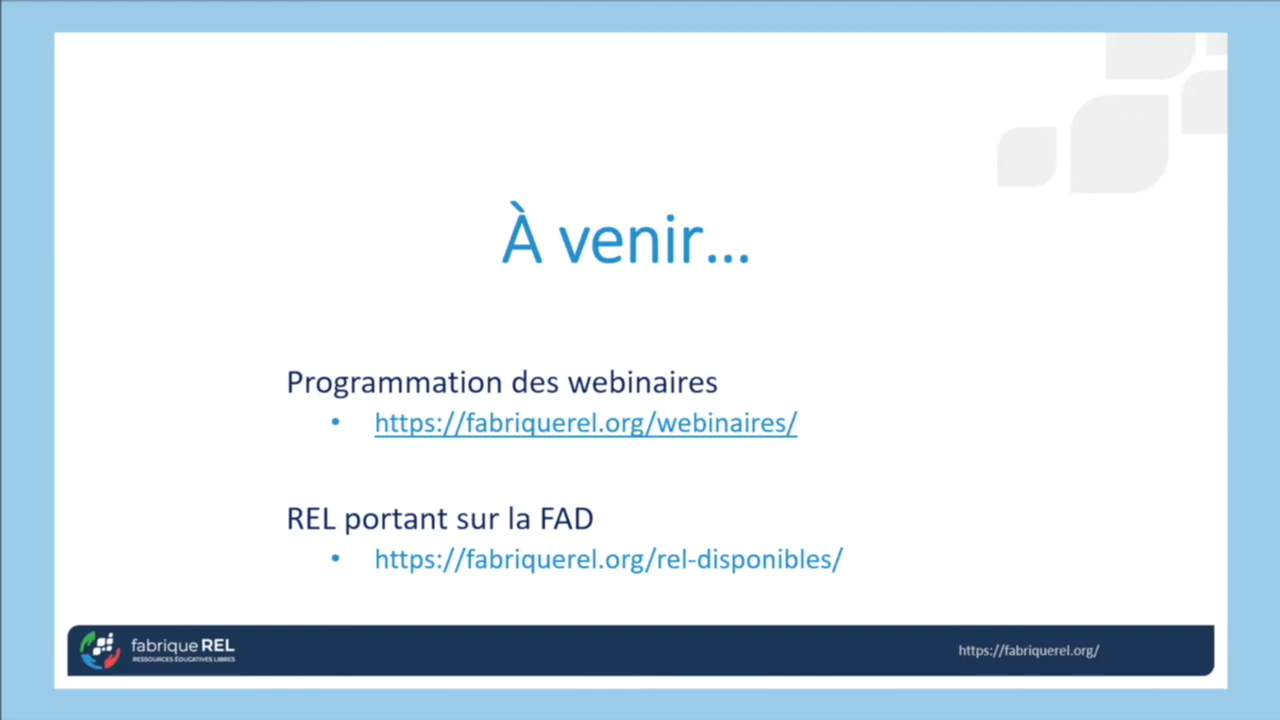 À venir...
Programmation des webinaires
• https://fabriquerel.org/webinaires/
REL portant sur la FAD
• https://fabriquerel.org/rel-disponibles/
fabrique REL
RESSOURCES ÉDUCATIVES LIBRES
https://fabriquerel.org/